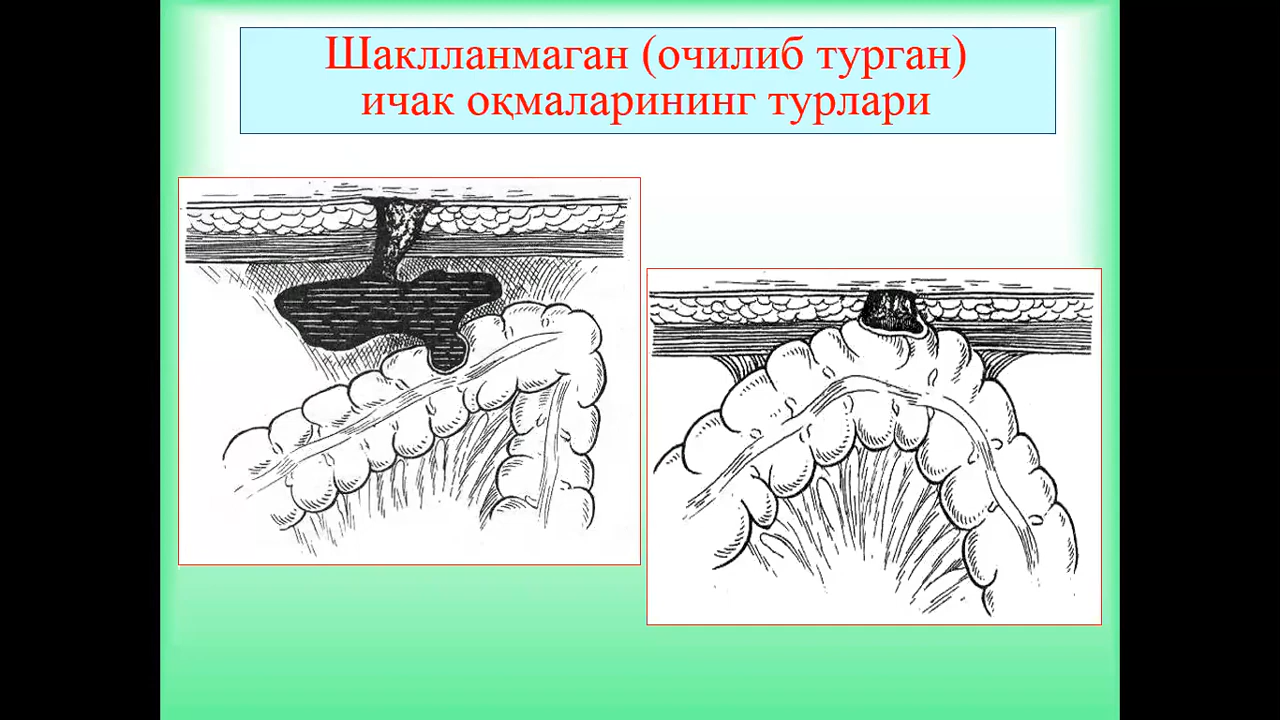 Шаклланмаган (очилиб турган)
ичак оқмаларининг турлари